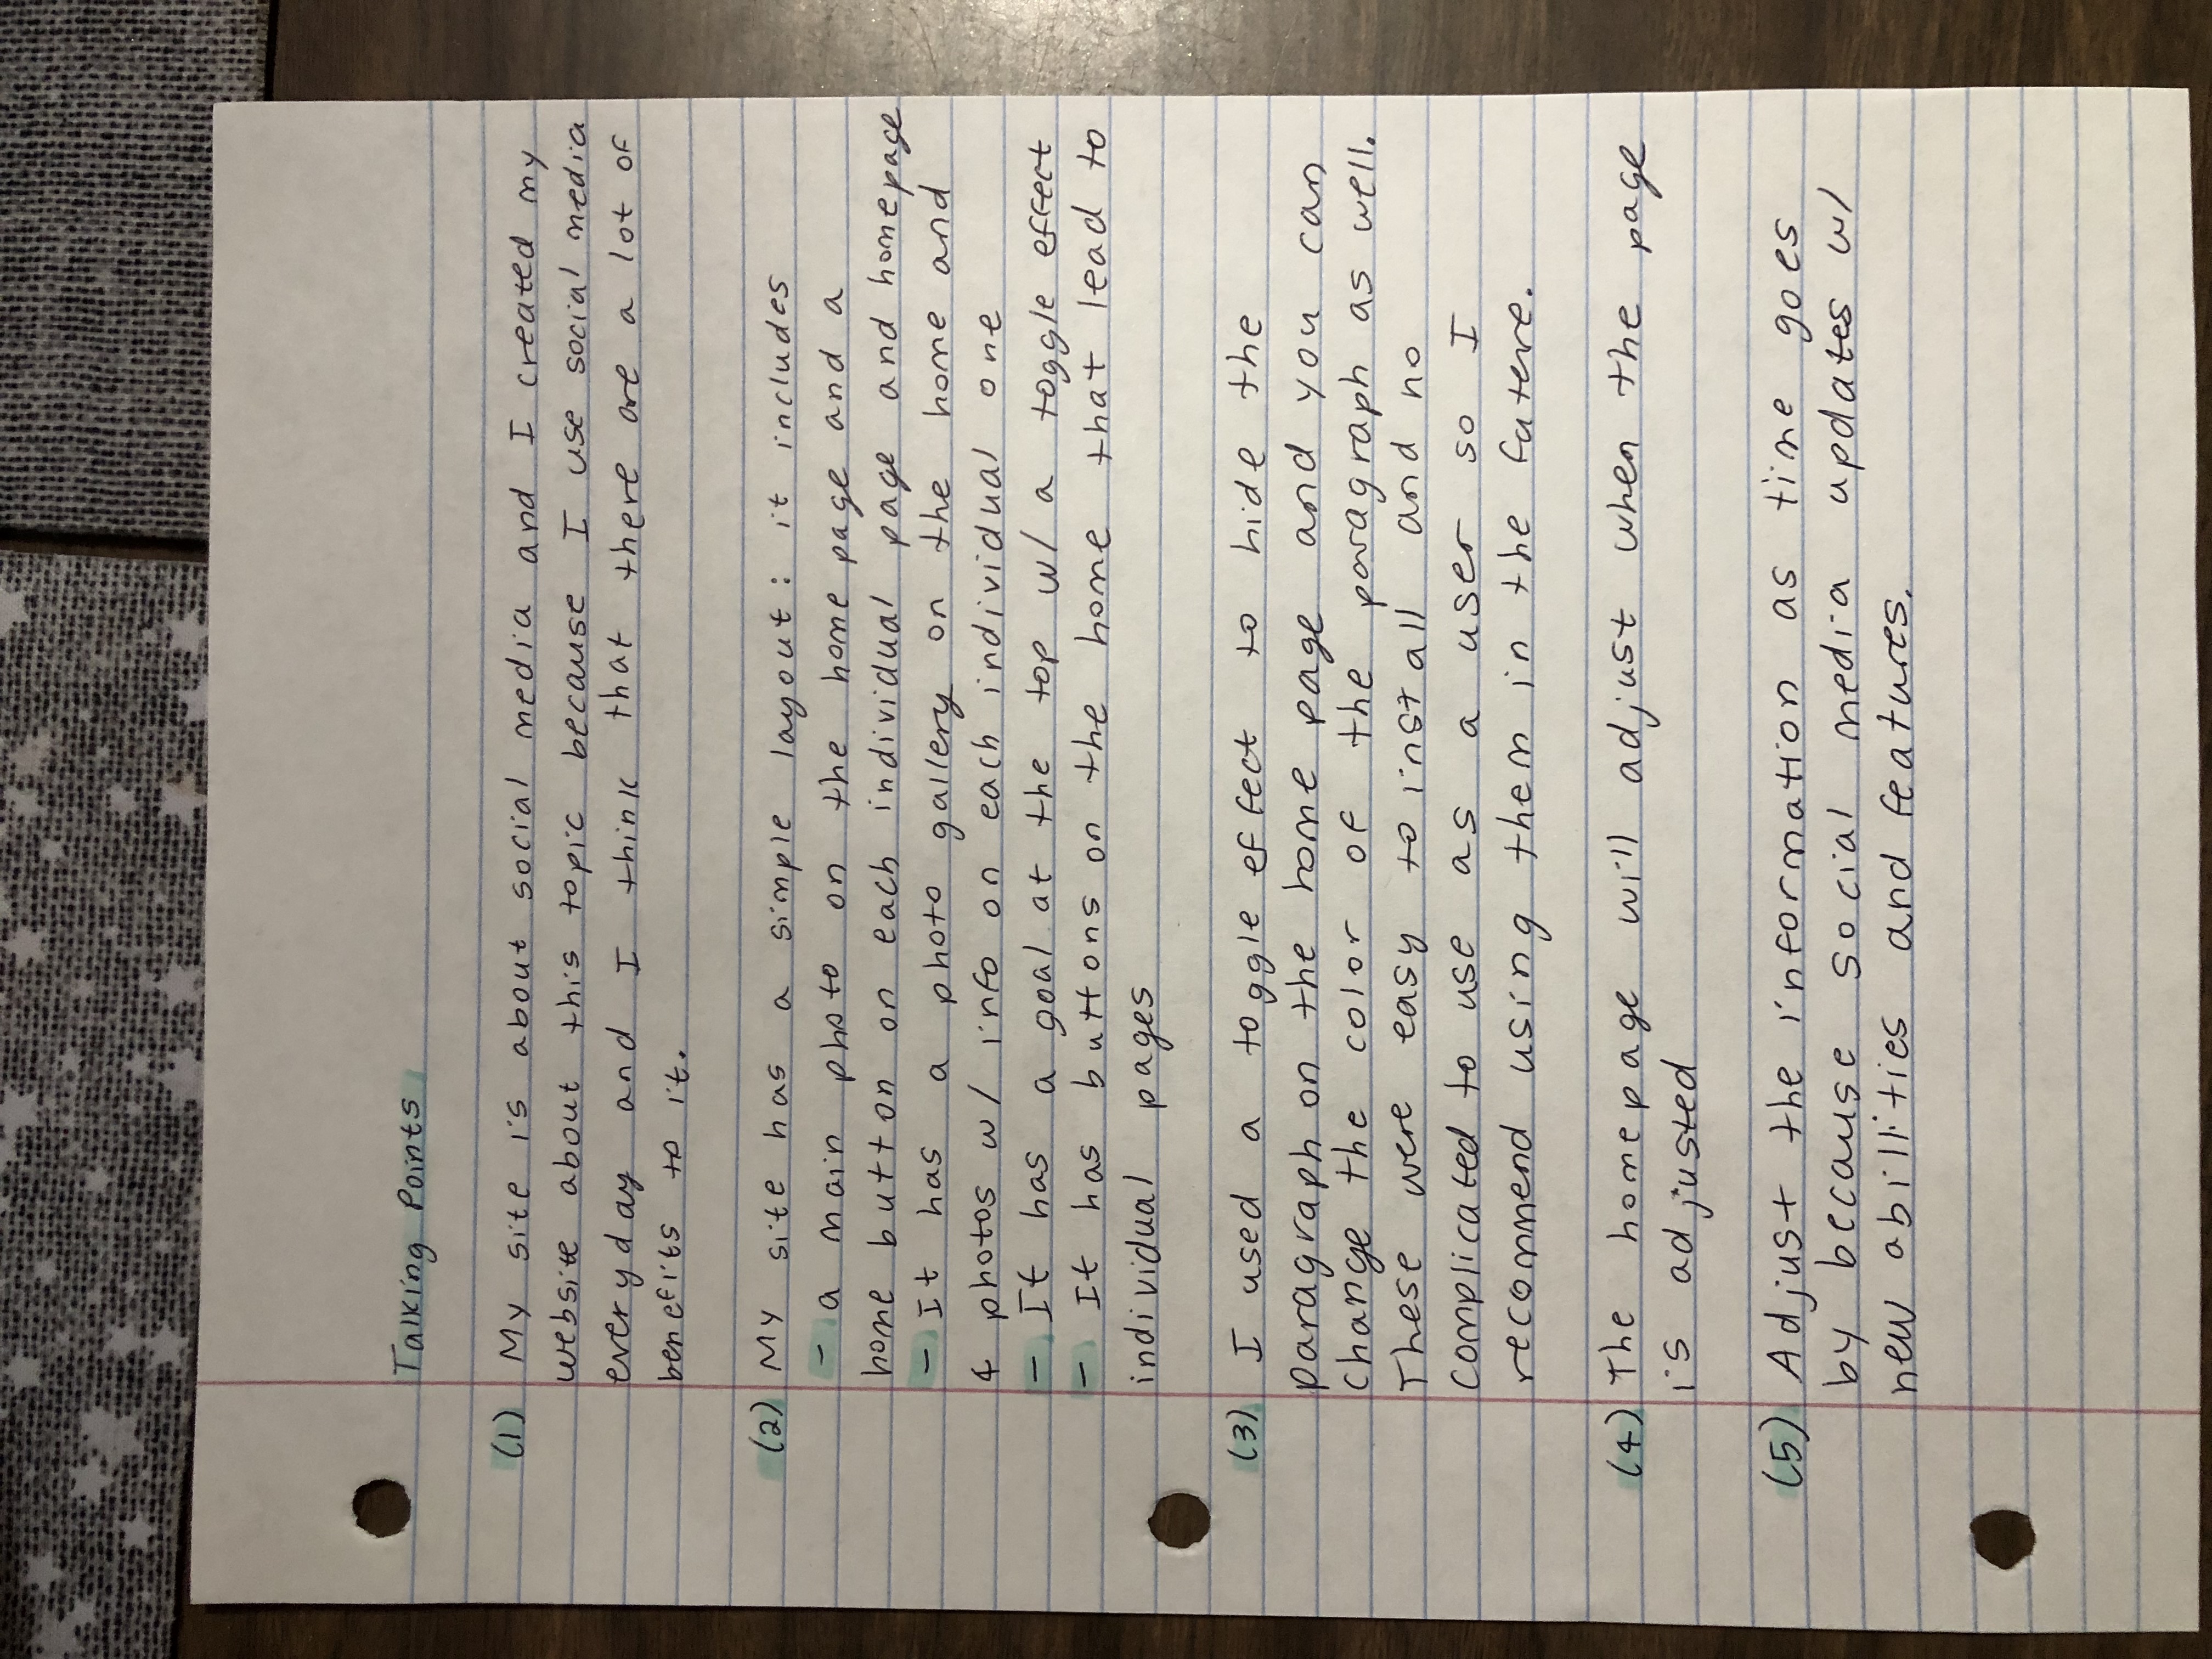 Talking Points
(1) My site is about social media and I created my
website about this topic because I use social media
everyday and I think that there are a lot of
benefits to it.
(2) My site has a simple layout: it includes
- a main photo on the home page and a
home button on each individual page and homepage
- It has a photo gallery on the home and
4 photos w/ info on each individual one
- It has a goal at the top w/ a toggle effect
- It has buttons on the home that lead to
individual pages
(3) I used a toggle effect to hide the
paragraph on the home page and you can
change the color of the paragraph as well.
These were easy to install and no
complicated to use as a user so I
recommend using them in the futere.
(4) The homepage will adjust when the page
is adjusted
(5) Adjust the information as time goes
by because social media updates w/
new abillities and features.